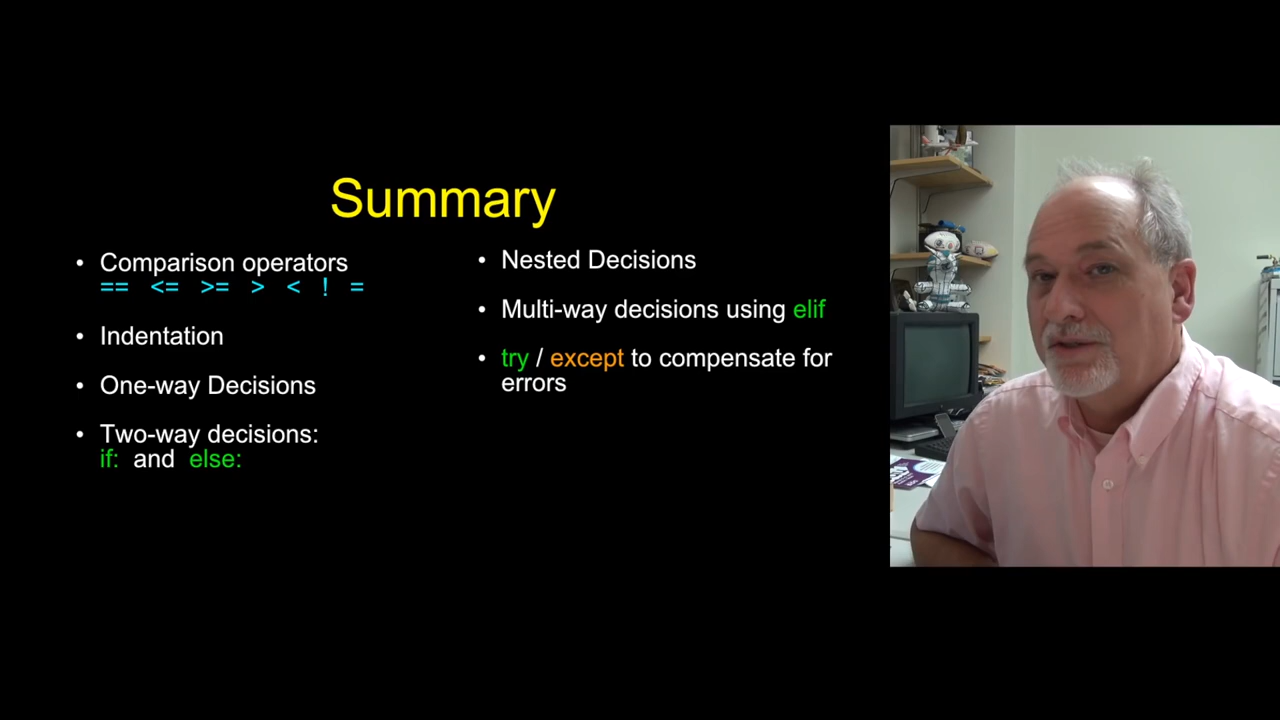 Summary
• Comparison operators
== <= >= > < ! =
• Indentation
• One-way Decisions
• Two-way decisions:
if: and else:
• Nested Decisions
• Multi-way decisions using elif
• try / except to compensate for
errors